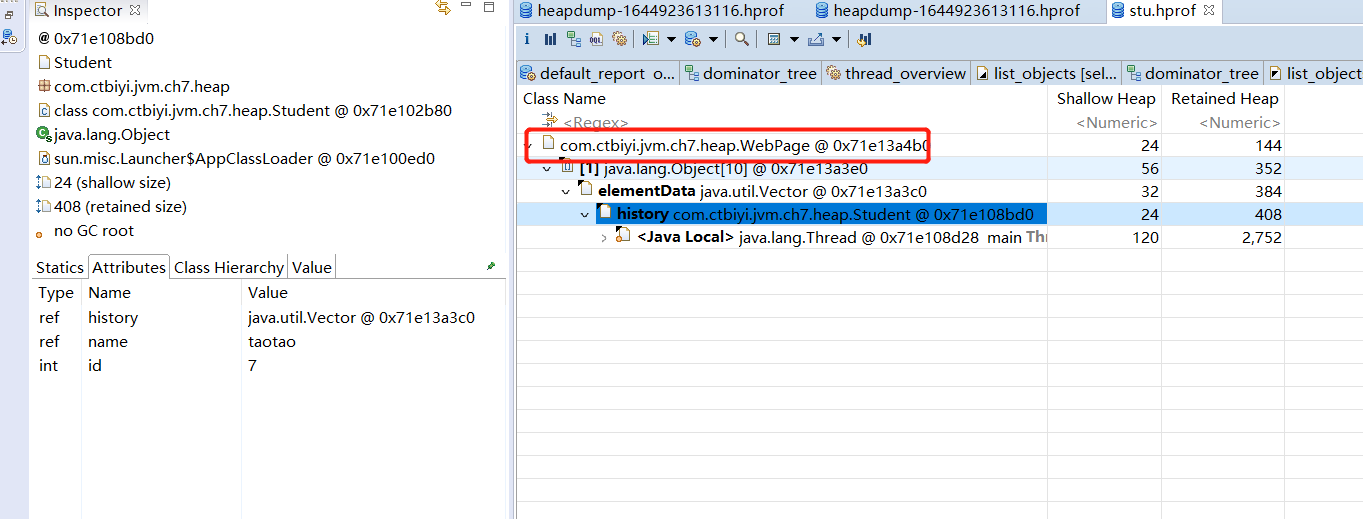 Inspector
@ 0x71e108bd0
Student
com.ctbiyi.jvm.ch7.heap
class com.ctbiyi.jvm.ch7.heap.Student @ 0x71e102b80
java.lang.Object
sun.misc.Launcher$AppClassLoader @ 0x71e100ed0
24 (shallow size)
408 (retained size)
no GC root
Statics Attributes Class Hierarchy Value
Type Name Value
ref history java.util.Vector @ 0x71e13a3c0
ref name taotao
int id 7
heapdump-1644923613116.hprof heapdump-1644923613116.hprof stu.hprof
i OQL
default_report o... dominator_tree thread_overview list_objects [sel... dominator_tree list_object
Class Name Shallow Heap Retained Heap
<Regex> <Numeric> <Numeric>
com.ctbiyi.jvm.ch7.heap.WebPage @ 0x71e13a4b0 24 144
[1] java.lang.Object[10] @ 0x71e13a3e0 56 352
elementData java.util.Vector @ 0x71e13a3c0 32 384
history com.ctbiyi.jvm.ch7.heap.Student @ 0x71e108bd0 24 408
<Java Local> java.lang.Thread @ 0x71e108d28 main Thr 120 2,752